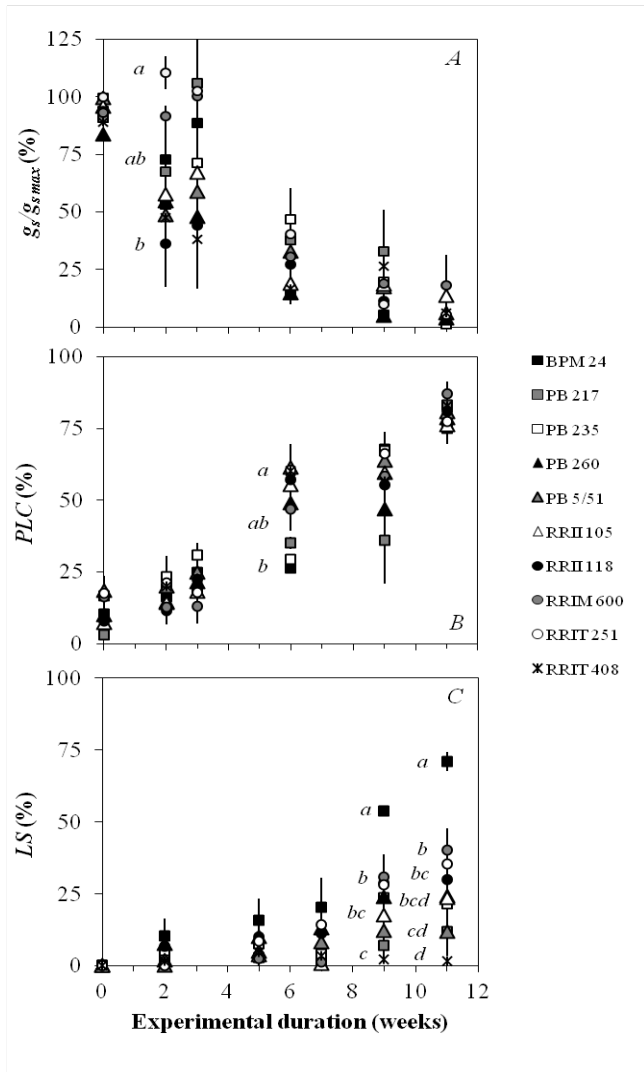 125
100
75
50
25
0
g_s/g_s max (%)
A
a
ab
b
100
75
50
25
0
PLC (%)
B
a
ab
b
100
75
50
25
0
LS (%)
C
a
b
bc
c
a
b
bc
bcd
cd
d
0 2 4 6 8 10 12
Experimental duration (weeks)
BPM 24
PB 217
PB 235
PB 260
PB 5/51
RRII 105
RRII 118
RRIM 600
RRIT 251
RRIT 408